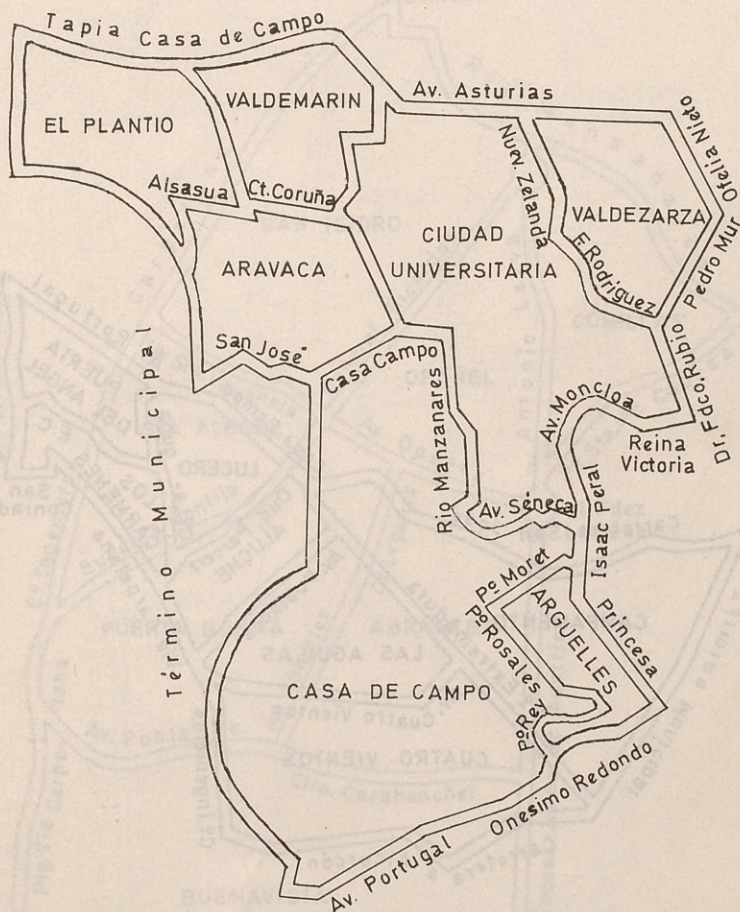 Tapia Casa de Campo
Av. Asturias
VALDEMARIN
EL PLANTIO
Ofelia Nieto
Nuev. Zelanda
Alsasua
Ct. Coruña
VALDEZARZA
CIUDAD
UNIVERSITARIA
F. Rodriguez
Pedro Mur
ARAVACA
San José
Casa Campo
Término Municipal
Rio Manzanares
Av. Moncloa
Dr. Fdco. Rubio
Reina
Victoria
Av. Séneca
Isaac Peral
Pº Moret
Princesa
ARGUELLES
Pº Rosales
CASA DE CAMPO
Pº Rey
Onesimo Redondo
Av. Portugal